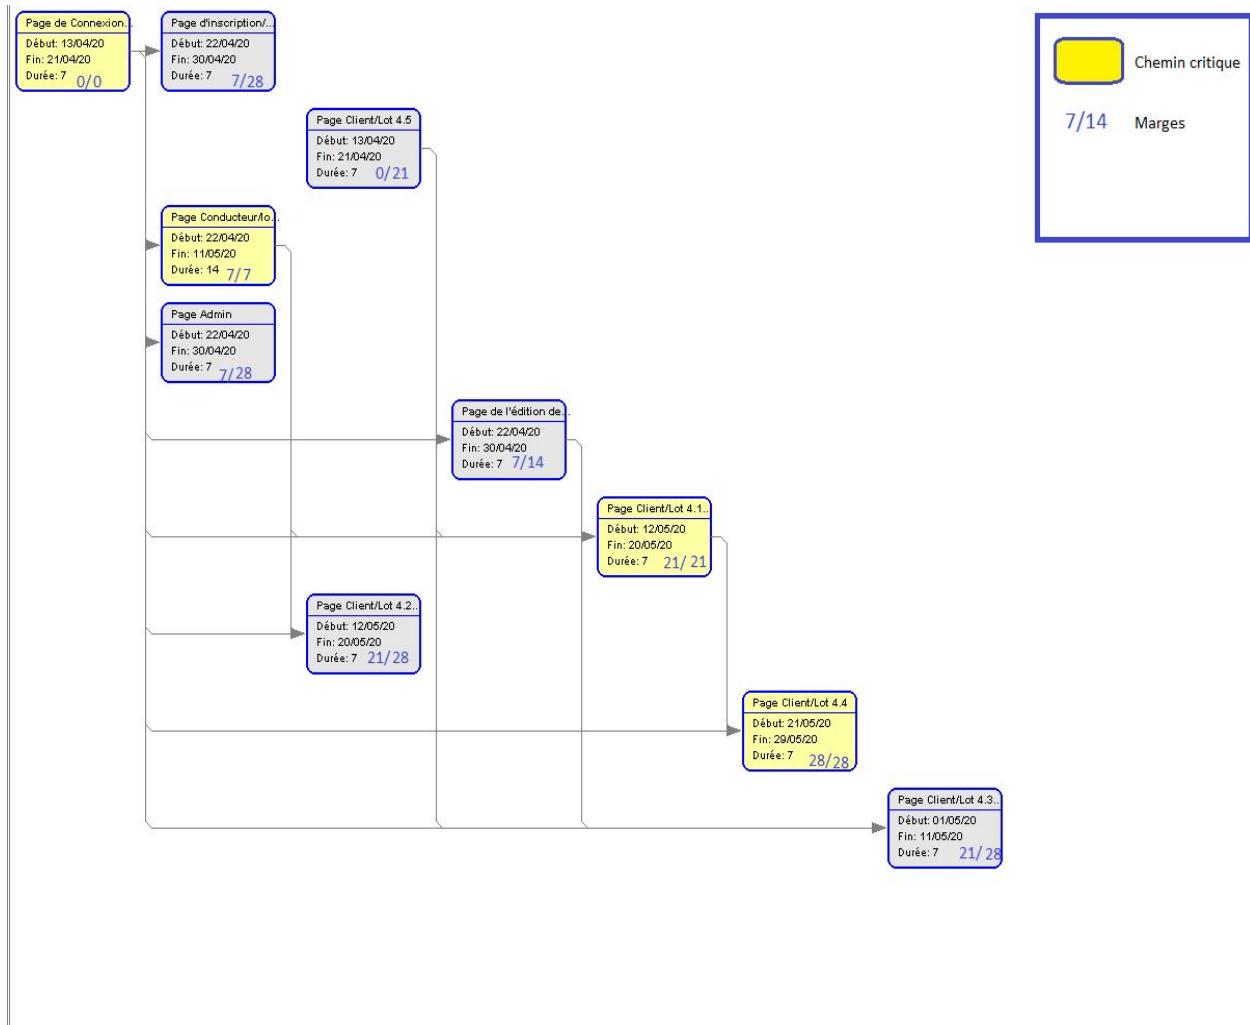 Page de Connexion...
Début: 13/04/20
Fin: 21/04/20
Durée: 7 0/0
Page d'inscription/...
Début: 22/04/20
Fin: 30/04/20
Durée: 7 7/28
Chemin critique
7/14 Marges
Page Client/Lot 4.5
Début: 13/04/20
Fin: 21/04/20
Durée: 7 0/21
Page Conducteur/lo...
Début: 22/04/20
Fin: 11/05/20
Durée: 14 7/7
Page Admin
Début: 22/04/20
Fin: 30/04/20
Durée: 7 7/28
Page de l'édition de...
Début: 22/04/20
Fin: 30/04/20
Durée: 7 7/14
Page Client/Lot 4.1...
Début: 12/05/20
Fin: 20/05/20
Durée: 7 21/ 21
Page Client/Lot 4.2...
Début: 12/05/20
Fin: 20/05/20
Durée: 7 21/ 28
Page Client/Lot 4.4
Début: 21/05/20
Fin: 29/05/20
Durée: 7 28/28
Page Client/Lot 4.3...
Début: 01/05/20
Fin: 11/05/20
Durée: 7 21/ 28